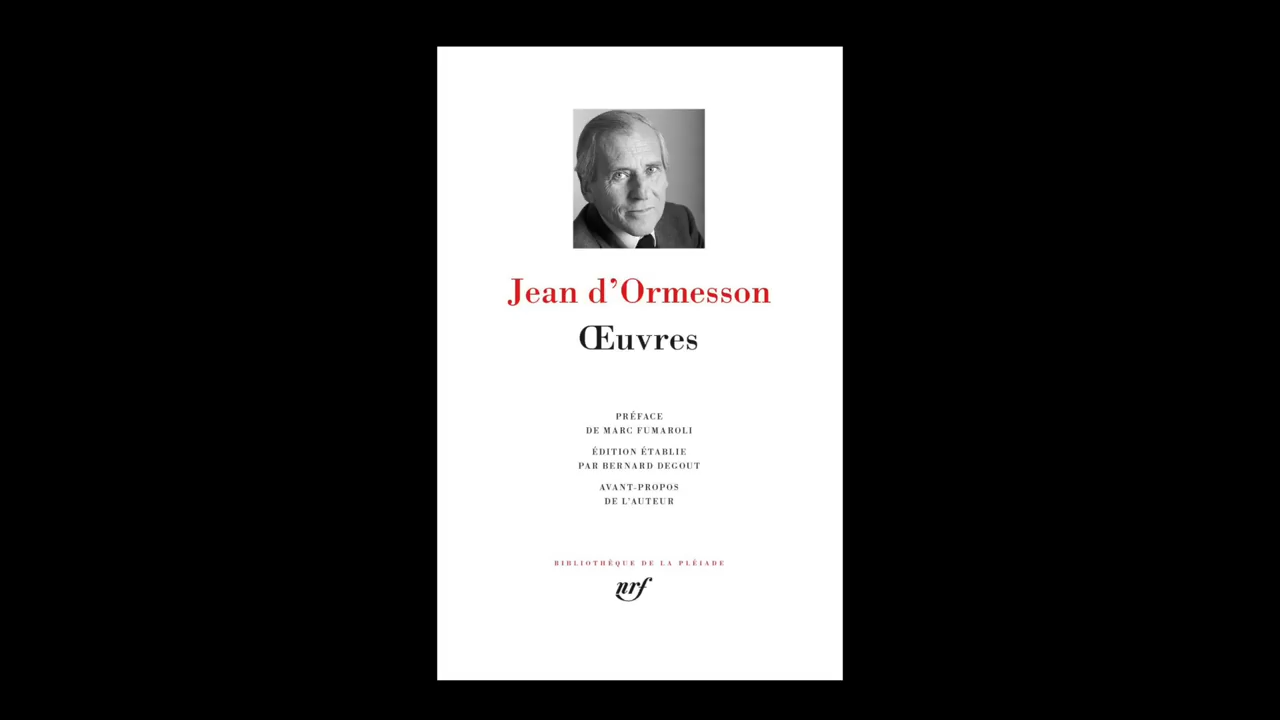 Jean d’Ormesson
Œuvres
PRÉFACE
DE MARC FUMAROLI
ÉDITION ÉTABLIE
PAR BERNARD DEGOUT
AVANT-PROPOS
DE L’AUTEUR
BIBLIOTHÈQUE DE LA PLÉIADE
nrf